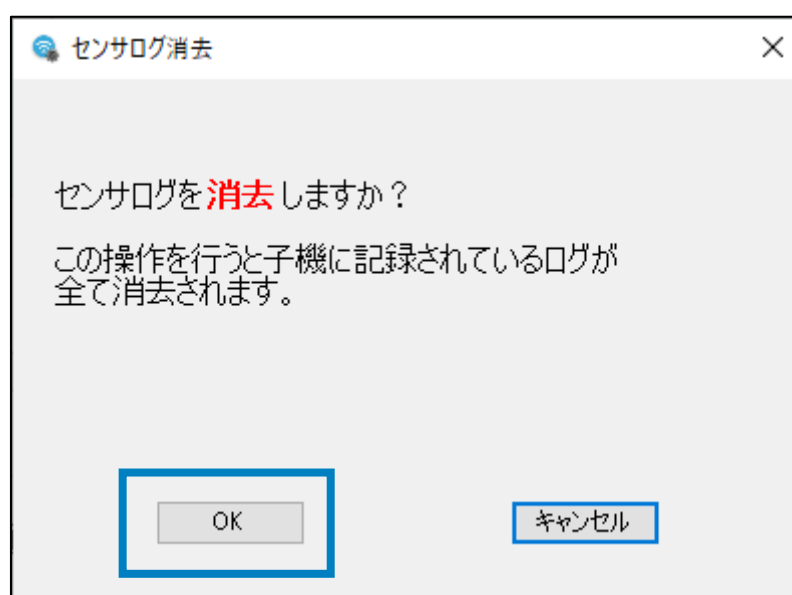 センサログ消去
センサログを消去しますか？
この操作を行うと子機に記録されているログが
全て消去されます。
OK
キャンセル